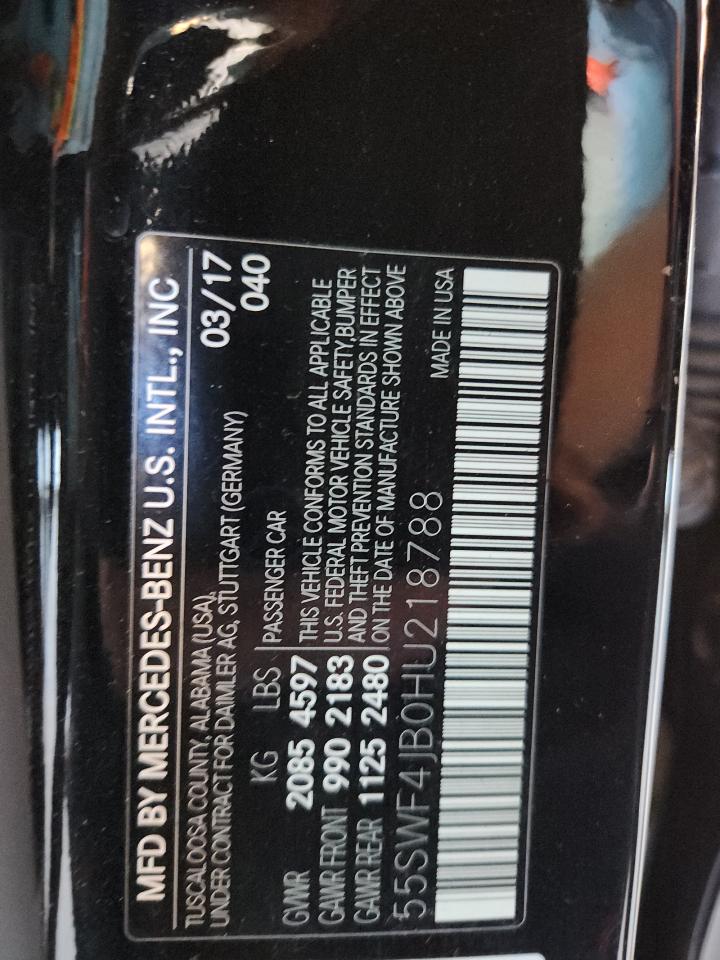 MFD BY MERCEDES-BENZ U.S. INTL., INC
TUSCALOOSA COUNTY, ALABAMA (USA), 03/17
UNDER CONTRACT FOR DAIMLER AG, STUTTGART (GERMANY)
040
KG LBS PASSENGER CAR
GVWR 2085 4597 THIS VEHICLE CONFORMS TO ALL APPLICABLE
GAWR FRONT 990 2183 U.S. FEDERAL MOTOR VEHICLE SAFETY, BUMPER
GAWR REAR 1125 2480 AND THEFT PREVENTION STANDARDS IN EFFECT
ON THE DATE OF MANUFACTURE SHOWN ABOVE
55SWF4JB0HU218788 MADE IN USA